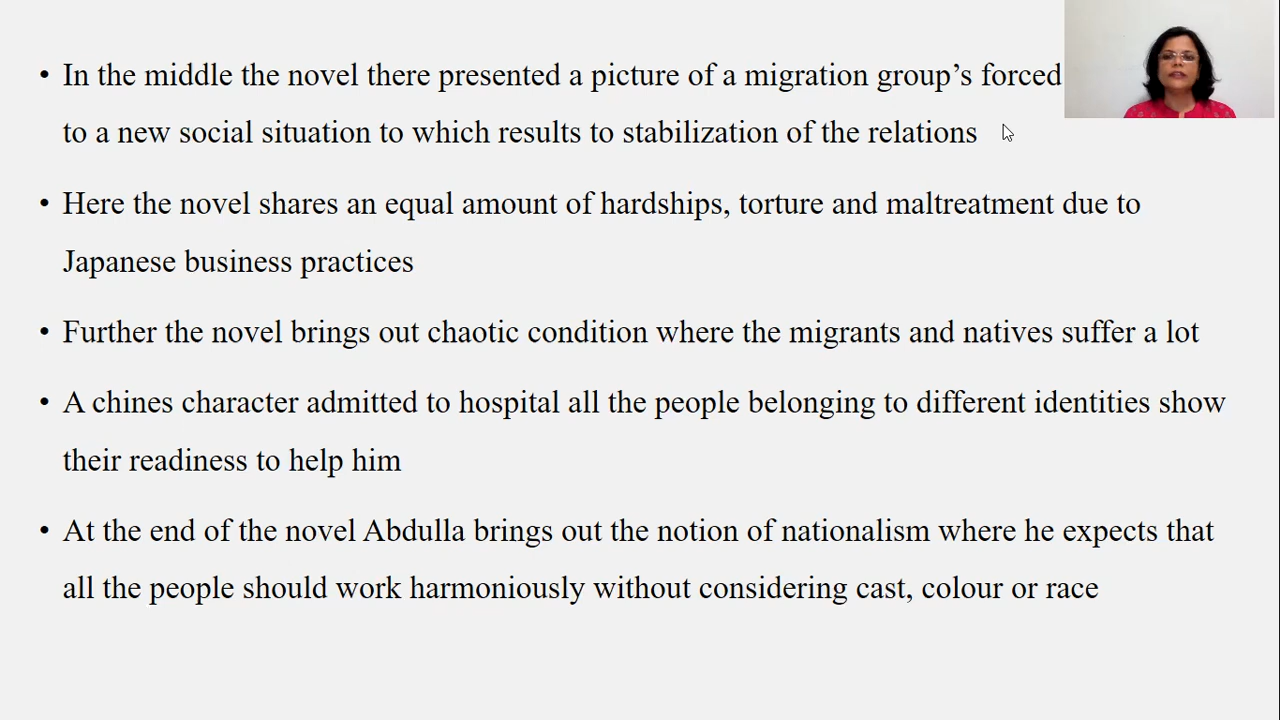 • In the middle the novel there presented a picture of a migration group’s forced
to a new social situation to which results to stabilization of the relations
• Here the novel shares an equal amount of hardships, torture and maltreatment due to
Japanese business practices
• Further the novel brings out chaotic condition where the migrants and natives suffer a lot
• A chines character admitted to hospital all the people belonging to different identities show
their readiness to help him
• At the end of the novel Abdulla brings out the notion of nationalism where he expects that
all the people should work harmoniously without considering cast, colour or race